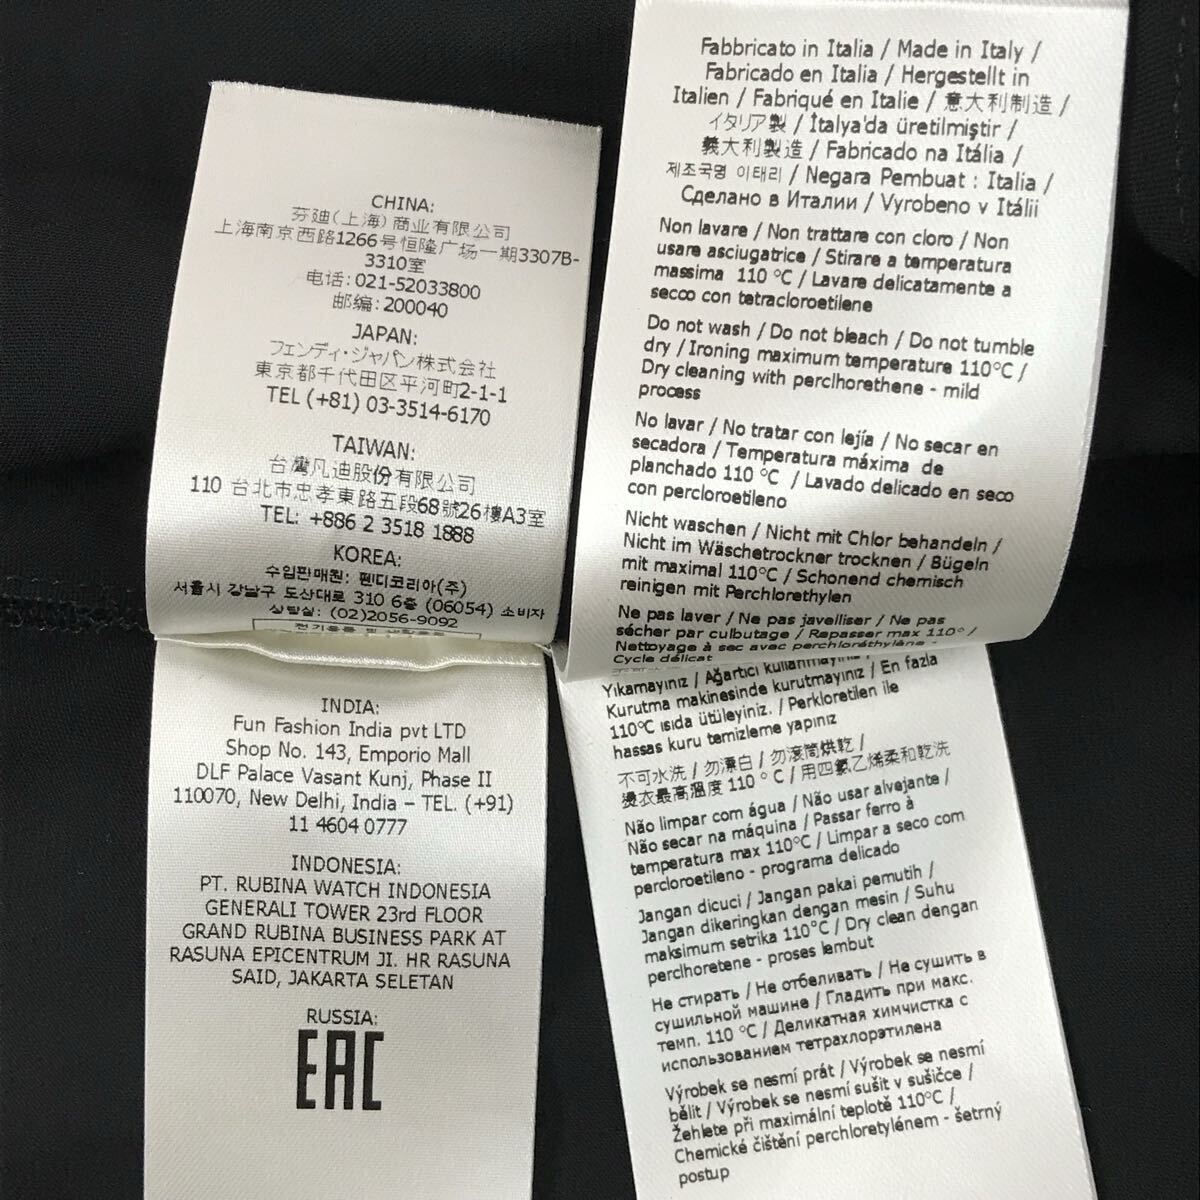 CHINA:
芬迪(上海)商业有限公司
上海南京西路1266号恒隆广场一期3307B-
3310室
电话:021-52033800
邮编:200040
JAPAN:
フェンディ・ジャパン株式会社
東京都千代田区平河町2-1-1
TEL (+81) 03-3514-6170
TAIWAN:
台灣凡迪股份有限公司
110 台北市忠孝東路五段68號26樓A3室
TEL: +886 2 3518 1888
KOREA:
수입판매원: 펜디코리아(주)
서울시 강남구 도산대로 310 6층 (06054) 소비자
상담실: (02)2056-9092
INDIA:
Fun Fashion India pvt LTD
Shop No. 143, Emporio Mall
DLF Palace Vasant Kunj, Phase II
110070, New Delhi, India – TEL. (+91)
11 4604 0777
INDONESIA:
PT. RUBINA WATCH INDONESIA
GENERALI TOWER 23rd FLOOR
GRAND RUBINA BUSINESS PARK AT
RASUNA EPICENTRUM JI. HR RASUNA
SAID, JAKARTA SELETAN
RUSSIA:
EAC
Fabbricato in Italia / Made in Italy /
Fabricado en Italia / Hergestellt in
Italien / Fabriqué en Italie / 意大利制造 /
イタリア製 / İtalya'da üretilmiştir /
義大利製造 / Fabricado na Itália /
제조국명 이태리 / Negara Pembuat : Italia /
Сделано в Италии / Vyrobeno v Itálii
Non lavare / Non trattare con cloro / Non
usare asciugatrice / Stirare a temperatura
massima 110 °C / Lavare delicatamente a
secco con tetracloroetilene
Do not wash / Do not bleach / Do not tumble
dry / Ironing maximum temperature 110°C /
Dry cleaning with perclhorethene - mild
process
No lavar / No tratar con lejía / No secar en
secadora / Temperatura máxima de
planchado 110 °C / Lavado delicado en seco
con percloroetileno
Nicht waschen / Nicht mit Chlor behandeln /
Nicht im Wäschetrockner trocknen / Bügeln
mit maximal 110°C / Schonend chemisch
reinigen mit Perchlorethylen
Ne pas laver / Ne pas javelliser / Ne pas
sécher par culbutage / Repasser max 110° /
Nettoyage à sec avec perchloréthylène -
Cycle délicat
Yıkamayınız / Ağartıcı kullanmayınız / En fazla
Kurutma makinesinde kurutmayınız / En fazla
110°C ısıda ütüleyiniz. / Perkloretilen ile
hassas kuru temizleme yapınız
不可水洗 / 勿漂白 / 勿滾筒烘乾 /
燙衣最高溫度 110 ° C / 用四氯乙烯柔和乾洗
Não limpar com água / Não usar alvejante /
Não secar na máquina / Passar ferro à
temperatura max 110°C / Limpar a seco com
percloroetileno - programa delicado
Jangan dicuci / Jangan pakai pemutih /
Jangan dikeringkan dengan mesin / Suhu
maksimum setrika 110°C / Dry clean dengan
perclhoretene - proses lembut
Не стирать / Не отбеливать / Не сушить в
сушильной машине / Гладить при макс.
темп. 110 °C / Деликатная химчистка с
использованием тетрахлорэтилена
Výrobek se nesmí prát / Výrobek se nesmí
bělit / Výrobek se nesmí sušit v sušičce /
Žehlete při maximální teplotě 110°C /
Chemické čištění perchloretylénem - šetrný
postup